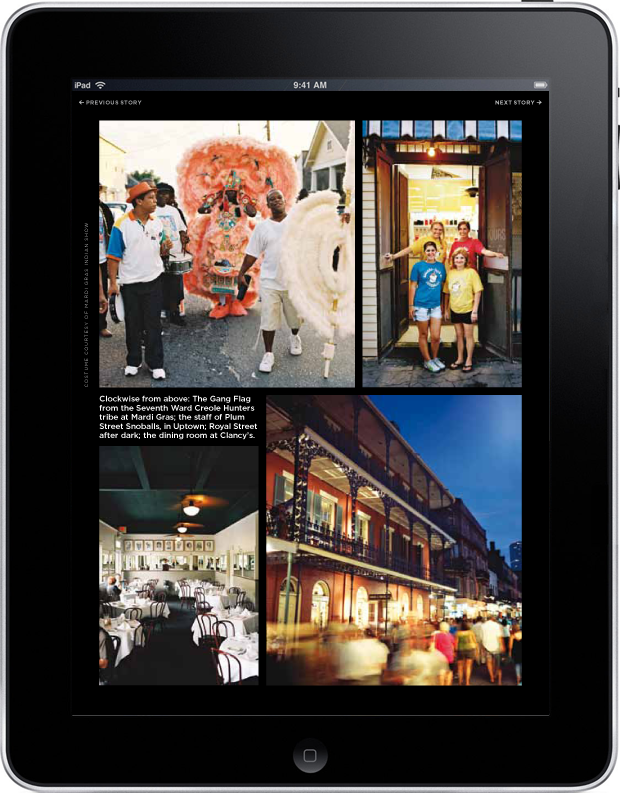 iPad
9:41 AM
← PREVIOUS STORY
NEXT STORY →
COSTUME COURTESY OF MARDI GRAS INDIAN SHOW
Clockwise from above: The Gang Flag
from the Seventh Ward Creole Hunters
tribe at Mardi Gras; the staff of Plum
Street Snoballs, in Uptown; Royal Street
after dark; the dining room at Clancy's.